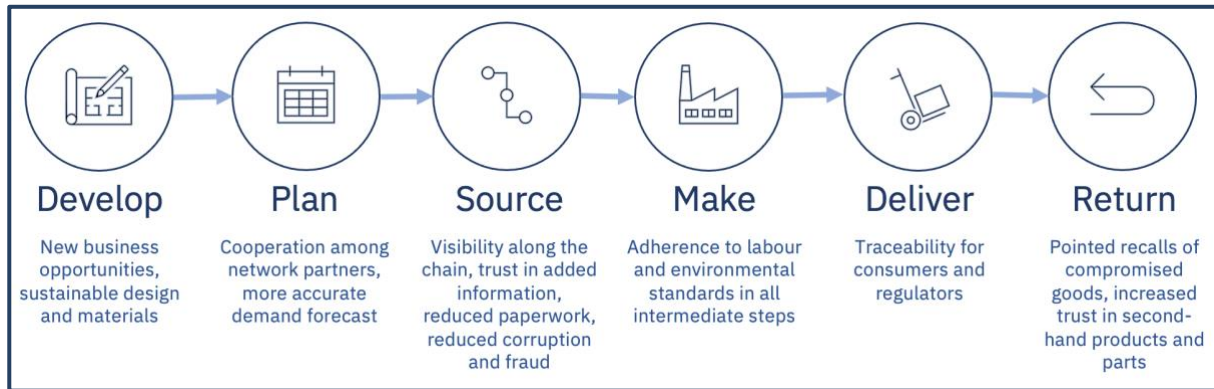 Develop
New business
opportunities,
sustainable design
and materials
Plan
Cooperation among
network partners,
more accurate
demand forecast
Source
Visibility along the
chain, trust in added
information,
reduced paperwork,
reduced corruption
and fraud
Make
Adherence to labour
and environmental
standards in all
intermediate steps
Deliver
Traceability for
consumers and
regulators
Return
Pointed recalls of
compromised
goods, increased
trust in second-
hand products and
parts